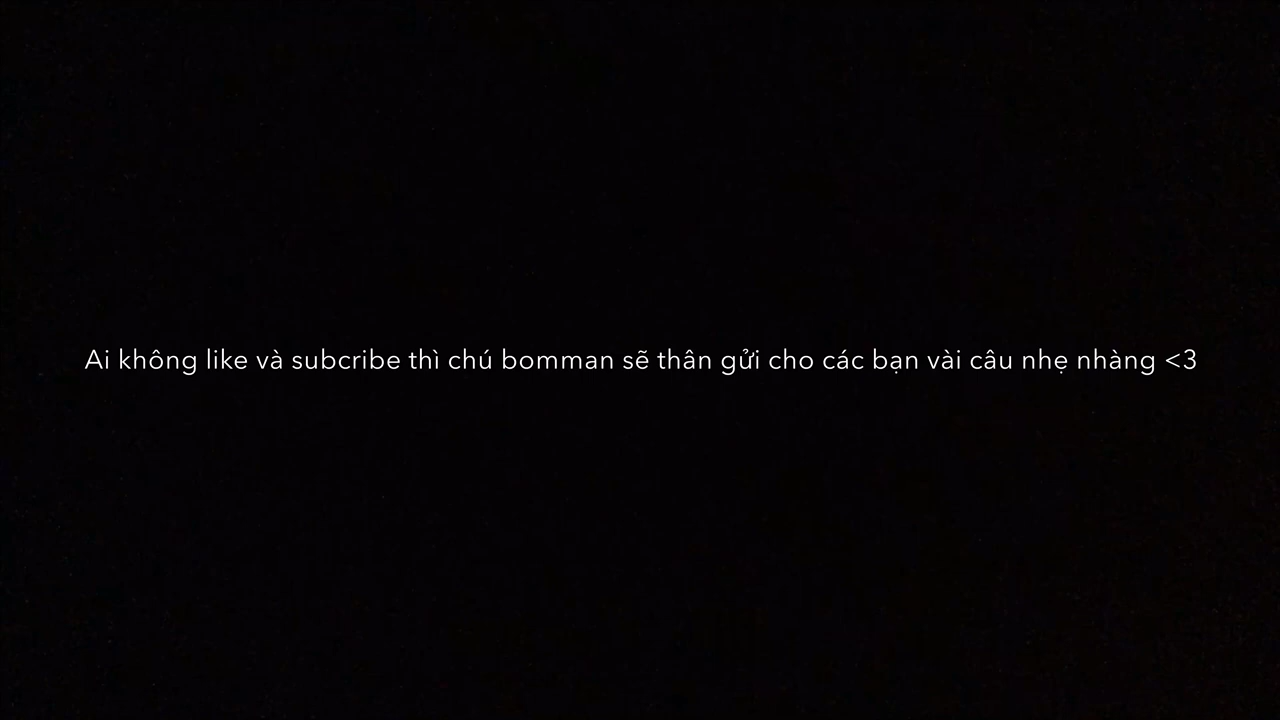 Ai không like và subcribe thì chú bomman sẽ thân gửi cho các bạn vài câu nhẹ nhàng <3